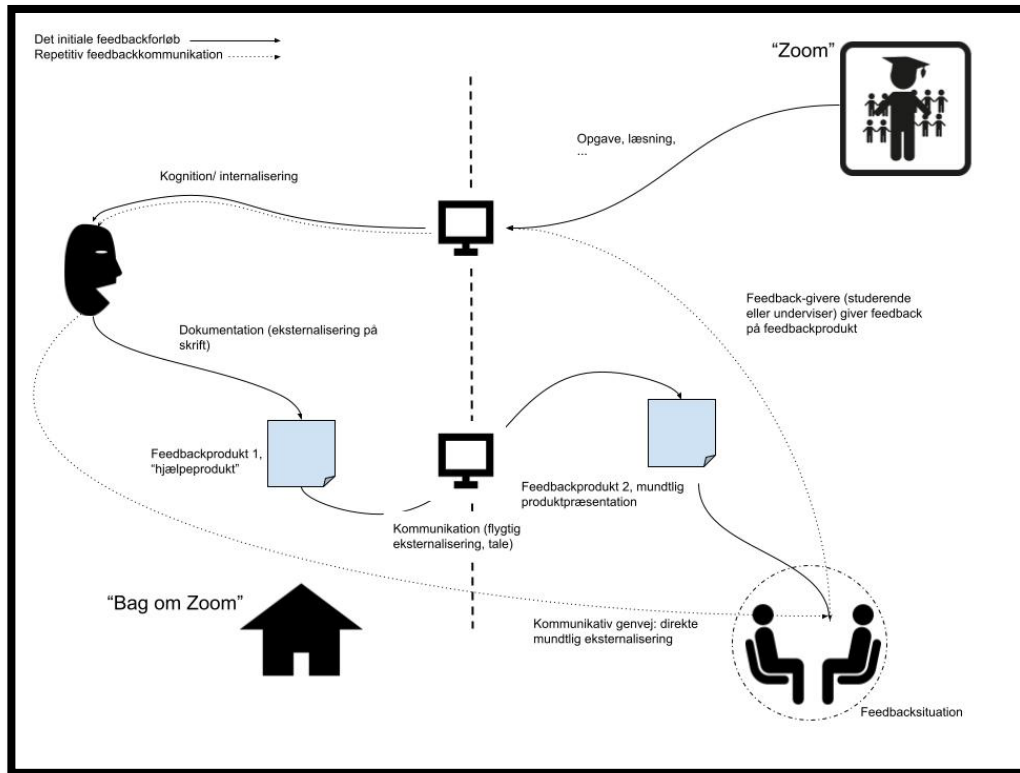 Det initiale feedbackforløb
Repetitiv feedbackkommunikation
“Zoom”
Opgave, læsning,
...
Kognition/ internalisering
Feedback-givere (studerende
eller underviser) giver feedback
på feedbackprodukt
Dokumentation (eksternalisering på
skrift)
Feedbackprodukt 1,
“hjælpeprodukt”
Feedbackprodukt 2, mundtlig
produktpræsentation
Kommunikation (flygtig
eksternalisering, tale)
“Bag om Zoom”
Kommunikativ genvej: direkte
mundtlig eksternalisering
Feedbacksituation